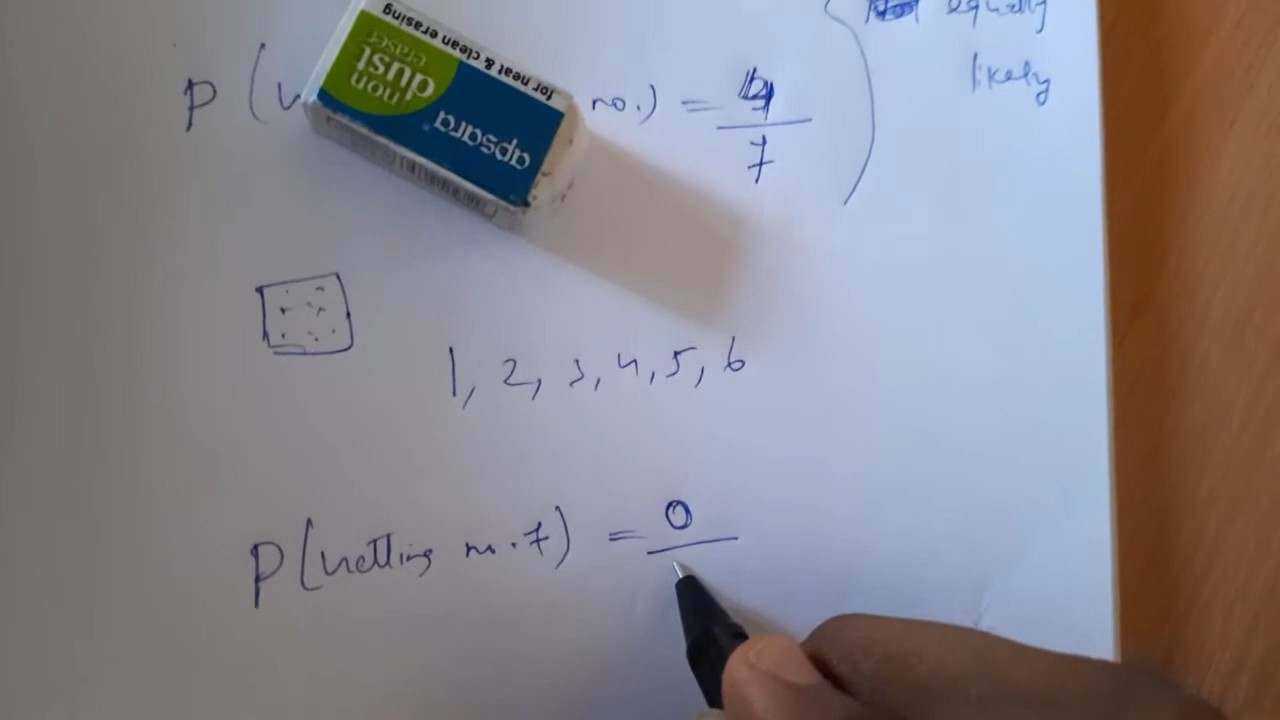 equally
likely
for neat & clean erasing
non
dust
eraser
apsara
P ( no.) = 4/7
1, 2, 3, 4, 5, 6
P(getting no. 7) = 0